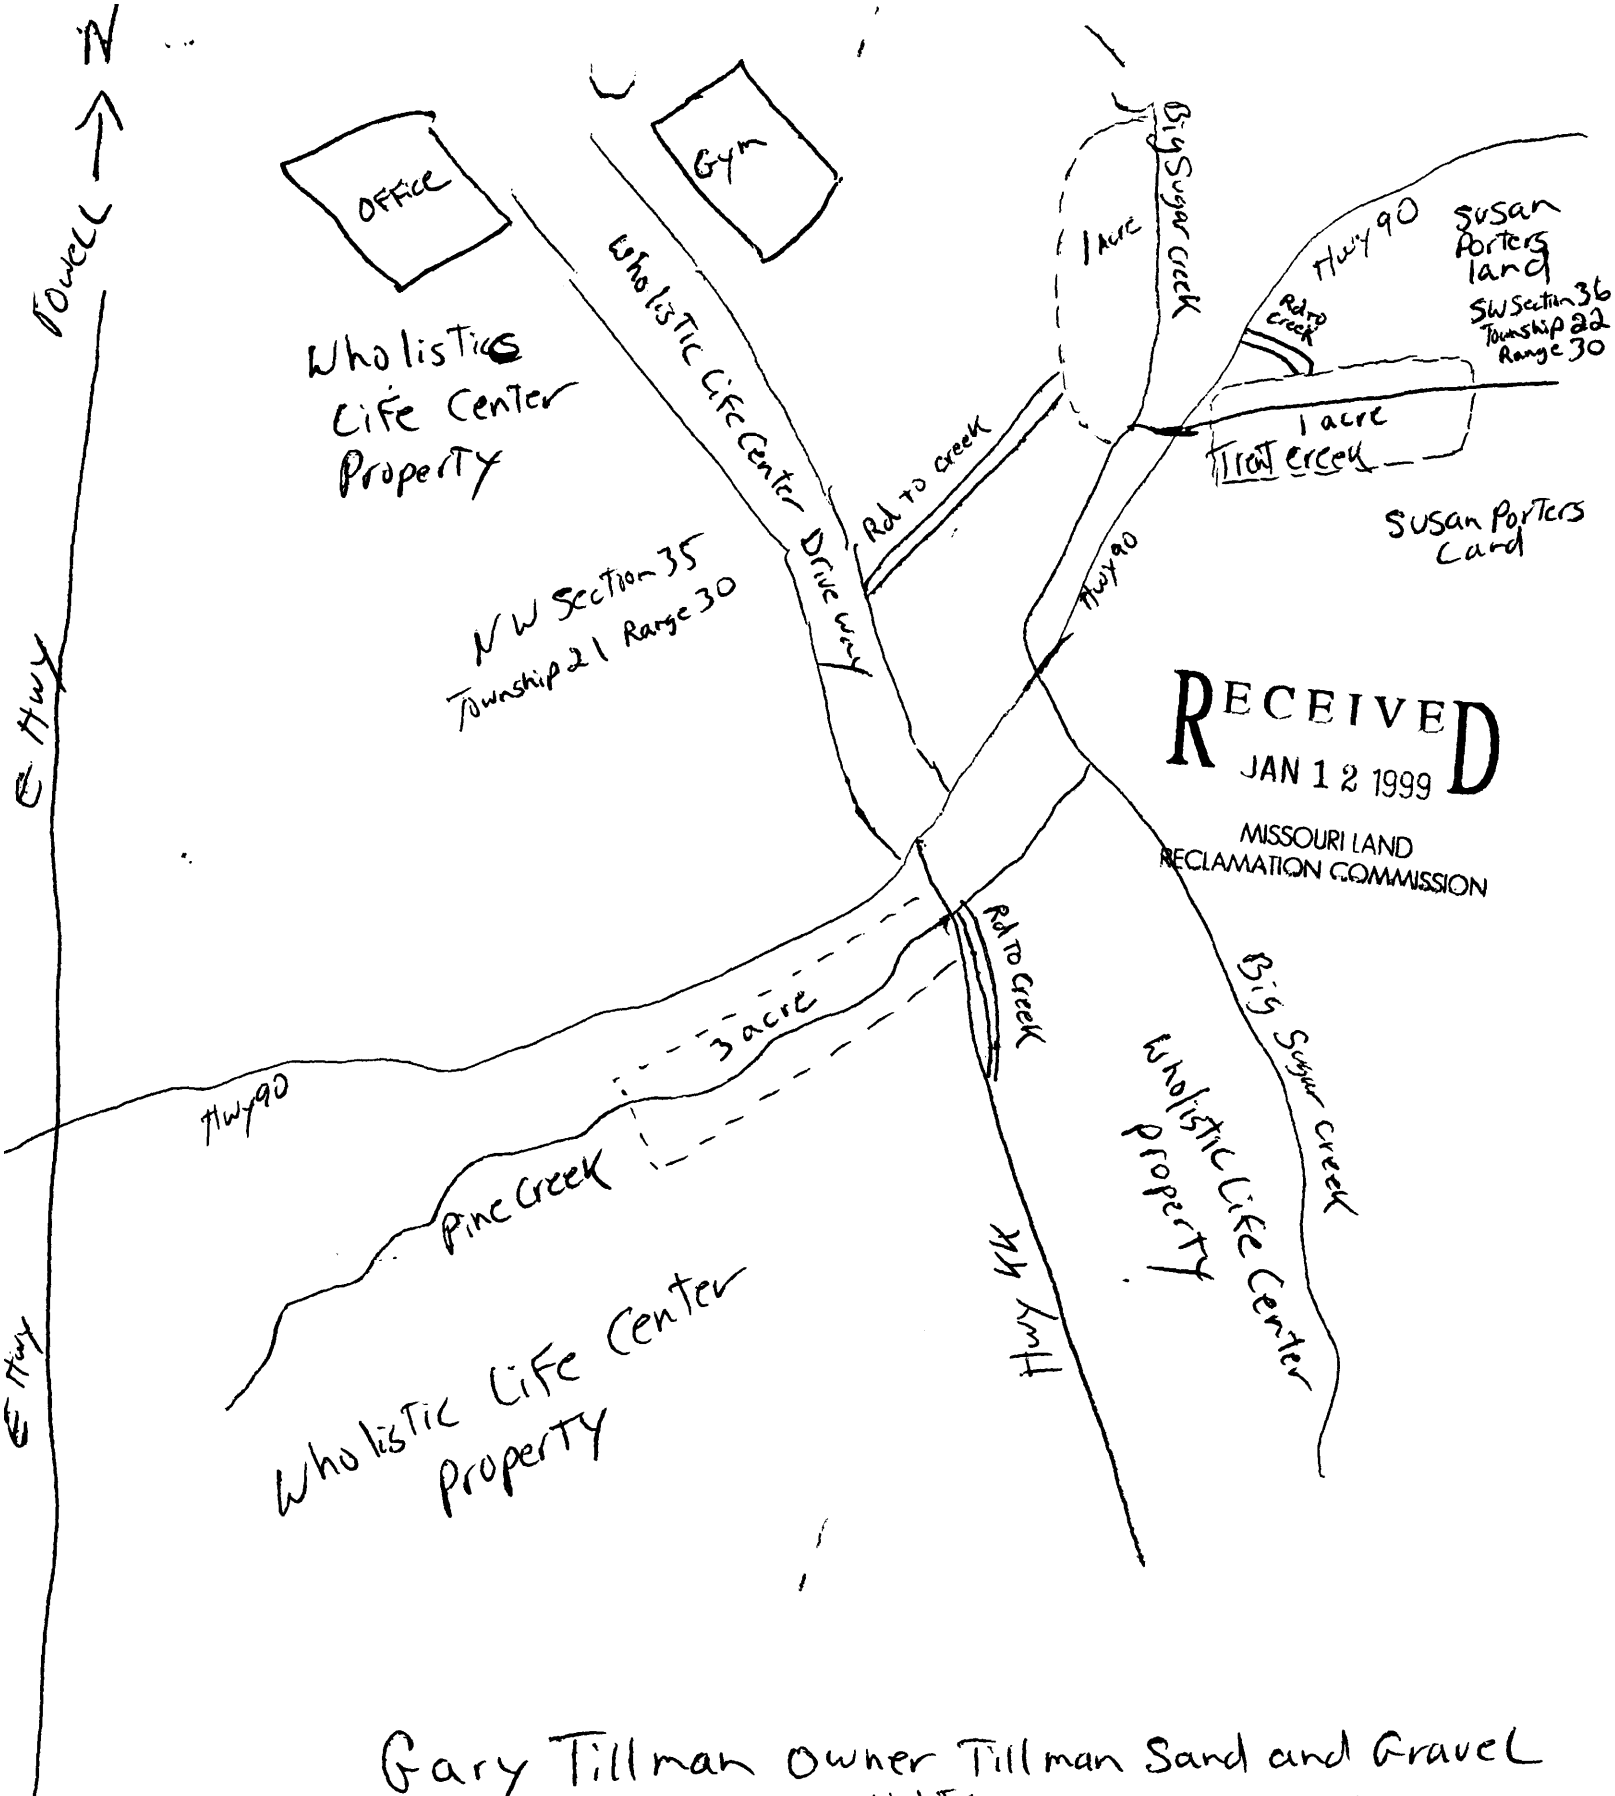 N
Powell
OFFice
Gym
Wholistic
Life Center
Property
Wholistic Life Center Driveway
1 Acre
Big Sugar Creek
Hwy 90
Susan
Porters
land
SW Section 36
Township 22
Range 30
Rd to
Creek
1 acre
Trent Creek
Susan Porters
Land
Rd to creek
Hwy 90
NW Section 35
Township 21 Range 30
E Hwy
RECEIVED
JAN 12 1999
MISSOURI LAND
RECLAMATION COMMISSION
Rd to Creek
3 acre
Hwy 90
Pine Creek
Big Sugar Creek
Wholistic Life Center
property
Hwy KK
E Hwy
Wholistic Life Center
Property
Gary Tillman Owner Tillman Sand and Gravel